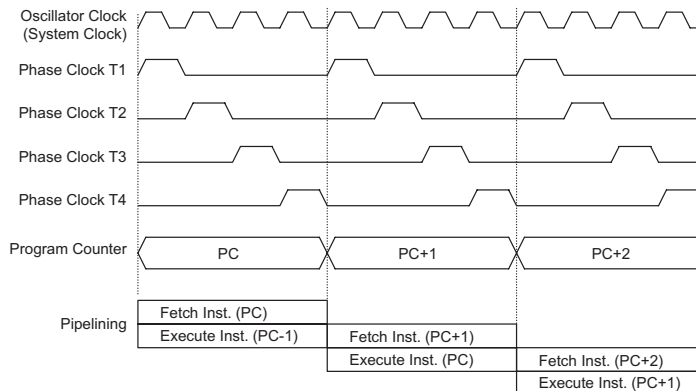 Oscillator Clock
(System Clock)
Phase Clock T1
Phase Clock T2
Phase Clock T3
Phase Clock T4
Program Counter
PC
PC+1
PC+2
Pipelining
Fetch Inst. (PC)
Execute Inst. (PC-1)
Fetch Inst. (PC+1)
Execute Inst. (PC)
Fetch Inst. (PC+2)
Execute Inst. (PC+1)